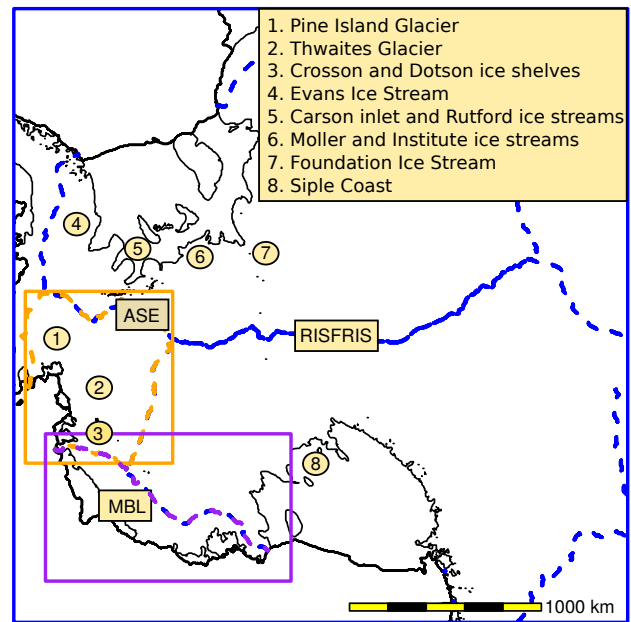 1. Pine Island Glacier
2. Thwaites Glacier
3. Crosson and Dotson ice shelves
4. Evans Ice Stream
5. Carson inlet and Rutford ice streams
6. Moller and Institute ice streams
7. Foundation Ice Stream
8. Siple Coast
4
5
6
7
ASE
1
RISFRIS
2
3
8
MBL
1000 km